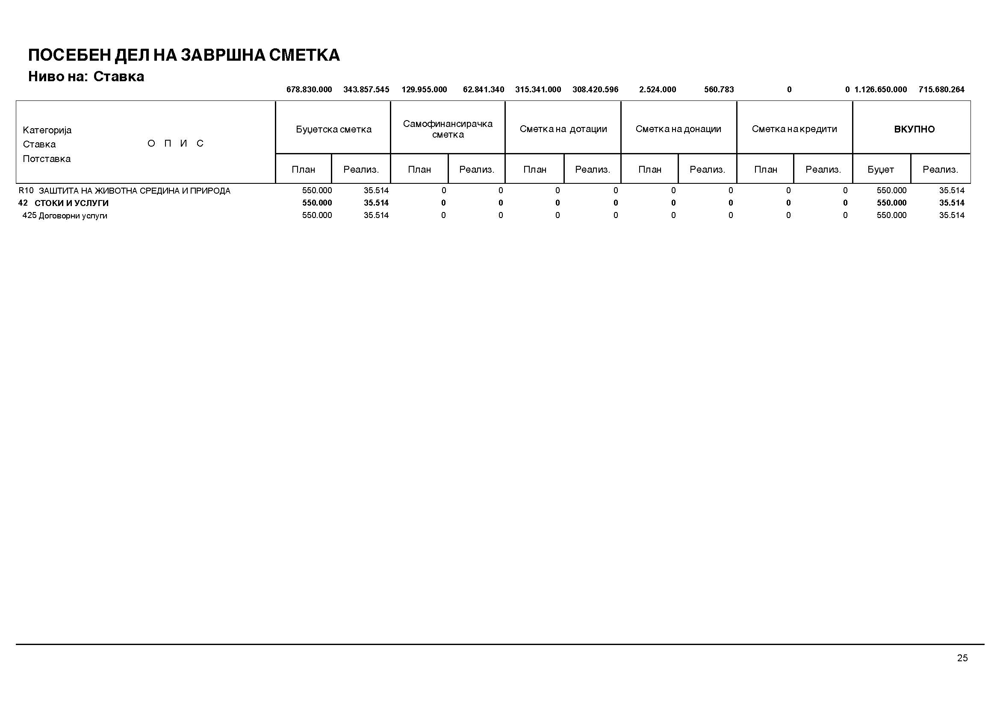 ПОСЕБЕН ДЕЛ НА ЗАВРШНА СМЕТКА
Ниво на: Ставка
678.830.000 343.857.545 129.955.000 62.841.340 315.341.000 308.420.596 2.524.000 560.783 0 0 1.126.650.000 715.680.264
Категорија
Ставка О П И С
Потставка
Буџетска сметка
Самофинансирачка
сметка
Сметка на дотации
Сметка на донации
Сметка на кредити
ВКУПНО
План Реализ. План Реализ. План Реализ. План Реализ. План Реализ. Буџет Реализ.
R10 ЗАШТИТА НА ЖИВОТНА СРЕДИНА И ПРИРОДА 550.000 35.514 0 0 0 0 0 0 0 0 550.000 35.514
42 СТОКИ И УСЛУГИ 550.000 35.514 0 0 0 0 0 0 0 0 550.000 35.514
425 Договорни услуги 550.000 35.514 0 0 0 0 0 0 0 0 550.000 35.514
25